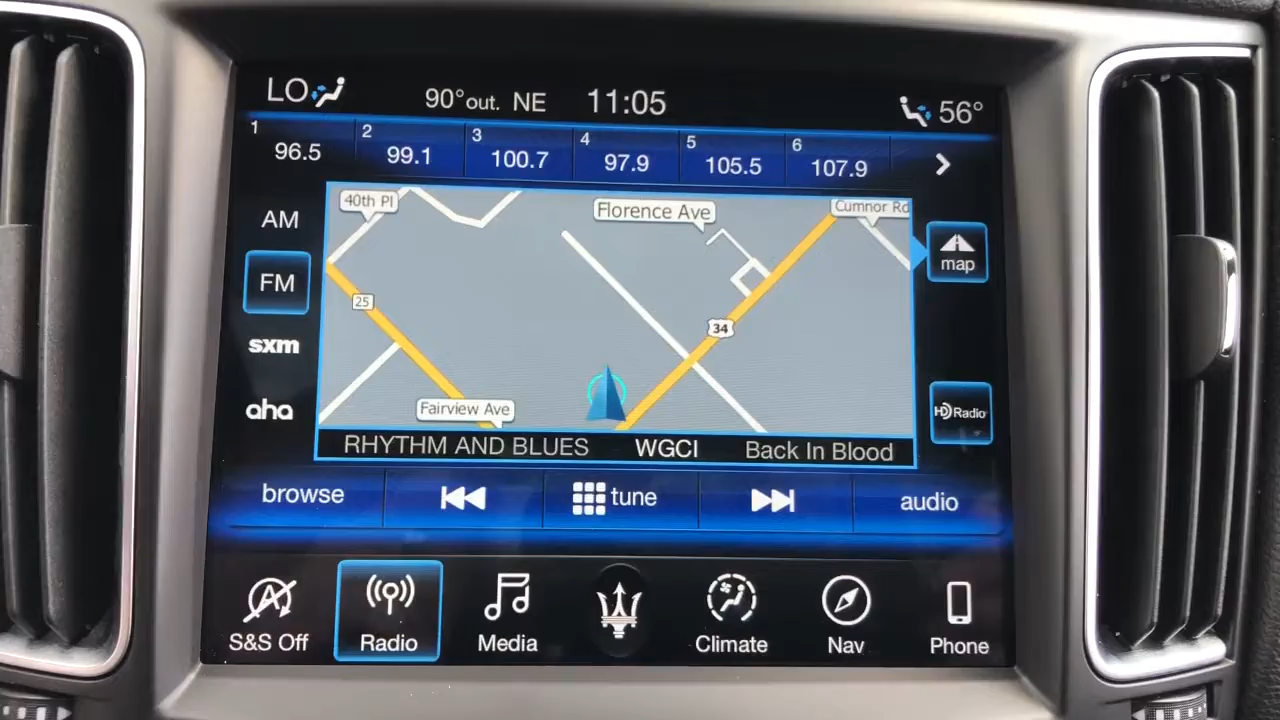 LO 90° out. NE 11:05 56°
1 96.5 2 99.1 3 100.7 4 97.9 5 105.5 6 107.9
AM
FM
sxm
aha
40th Pl
Florence Ave
Cumnor Rd
25
34
Fairview Ave
map
HD Radio
RHYTHM AND BLUES WGCI Back In Blood
browse tune audio
S&S Off Radio Media Climate Nav Phone